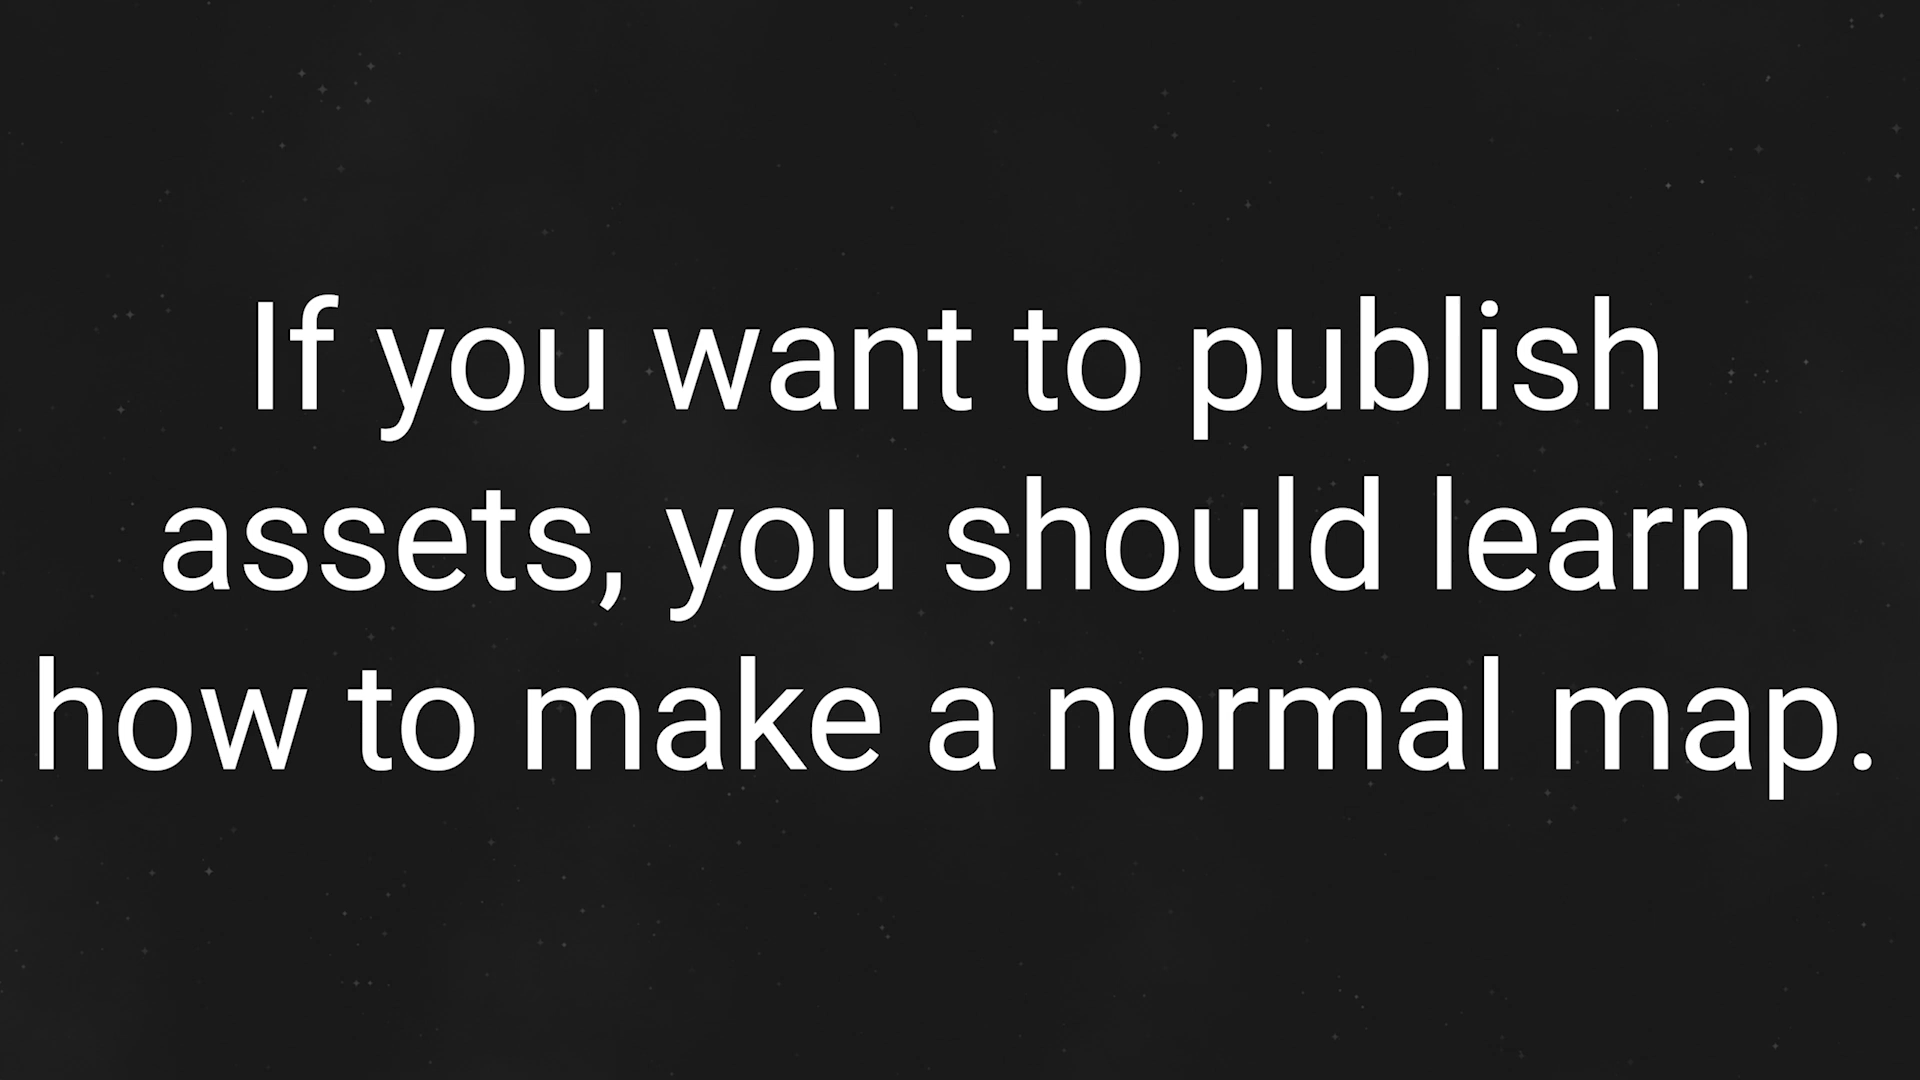 If you want to publish
assets, you should learn
how to make a normal map.